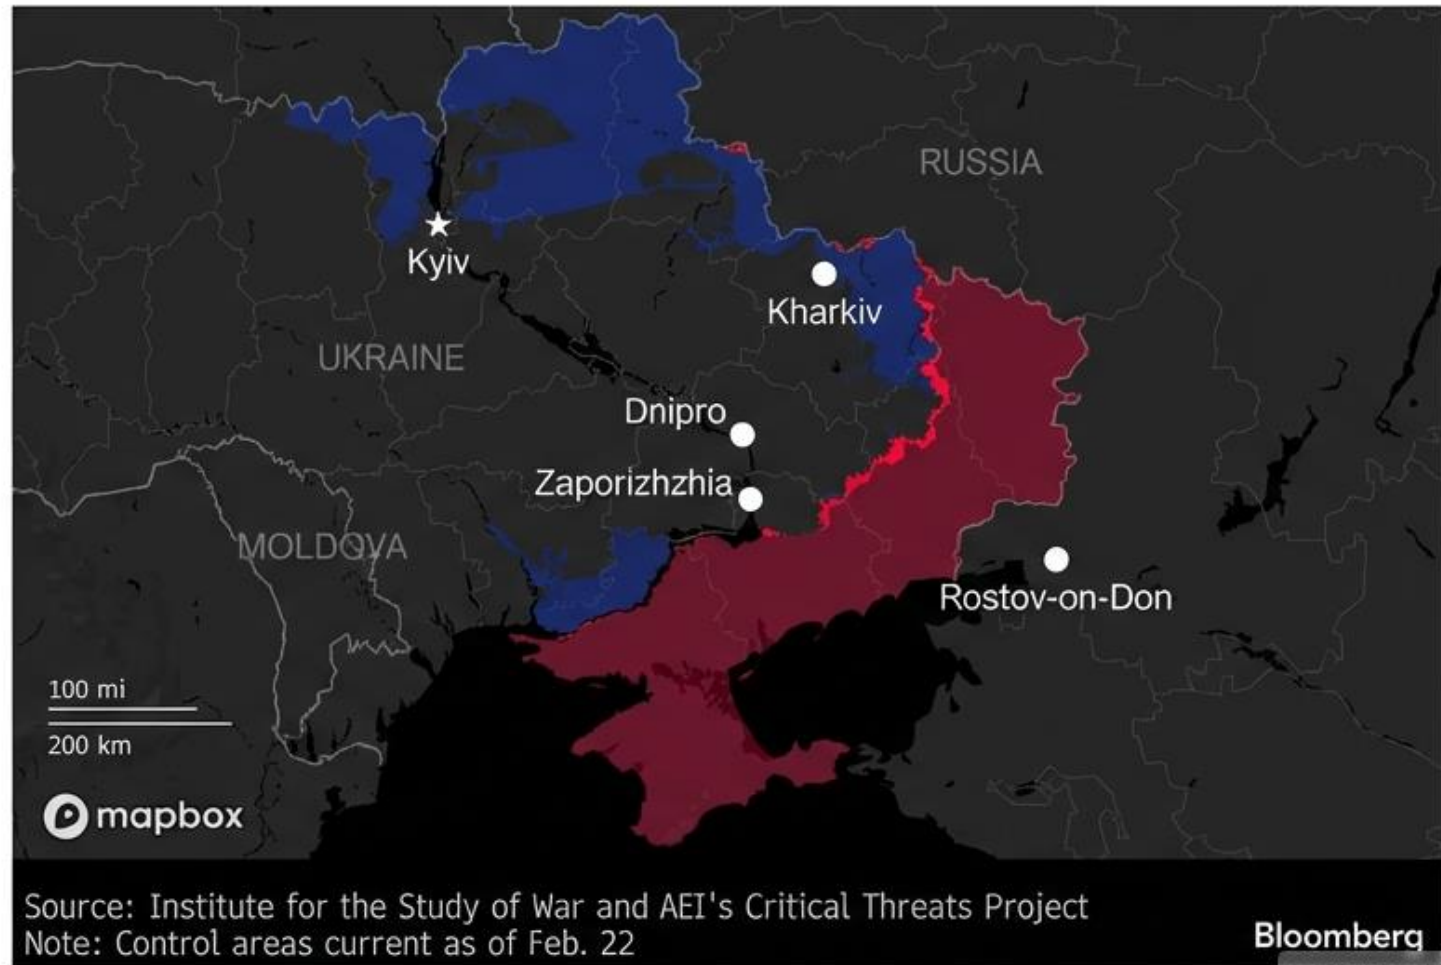 RUSSIA
Kyiv
Kharkiv
UKRAINE
Dnipro
Zaporizhzhia
MOLDOVA
Rostov-on-Don
100 mi
200 km
mapbox
Source: Institute for the Study of War and AEI's Critical Threats Project
Note: Control areas current as of Feb. 22
Bloomberg